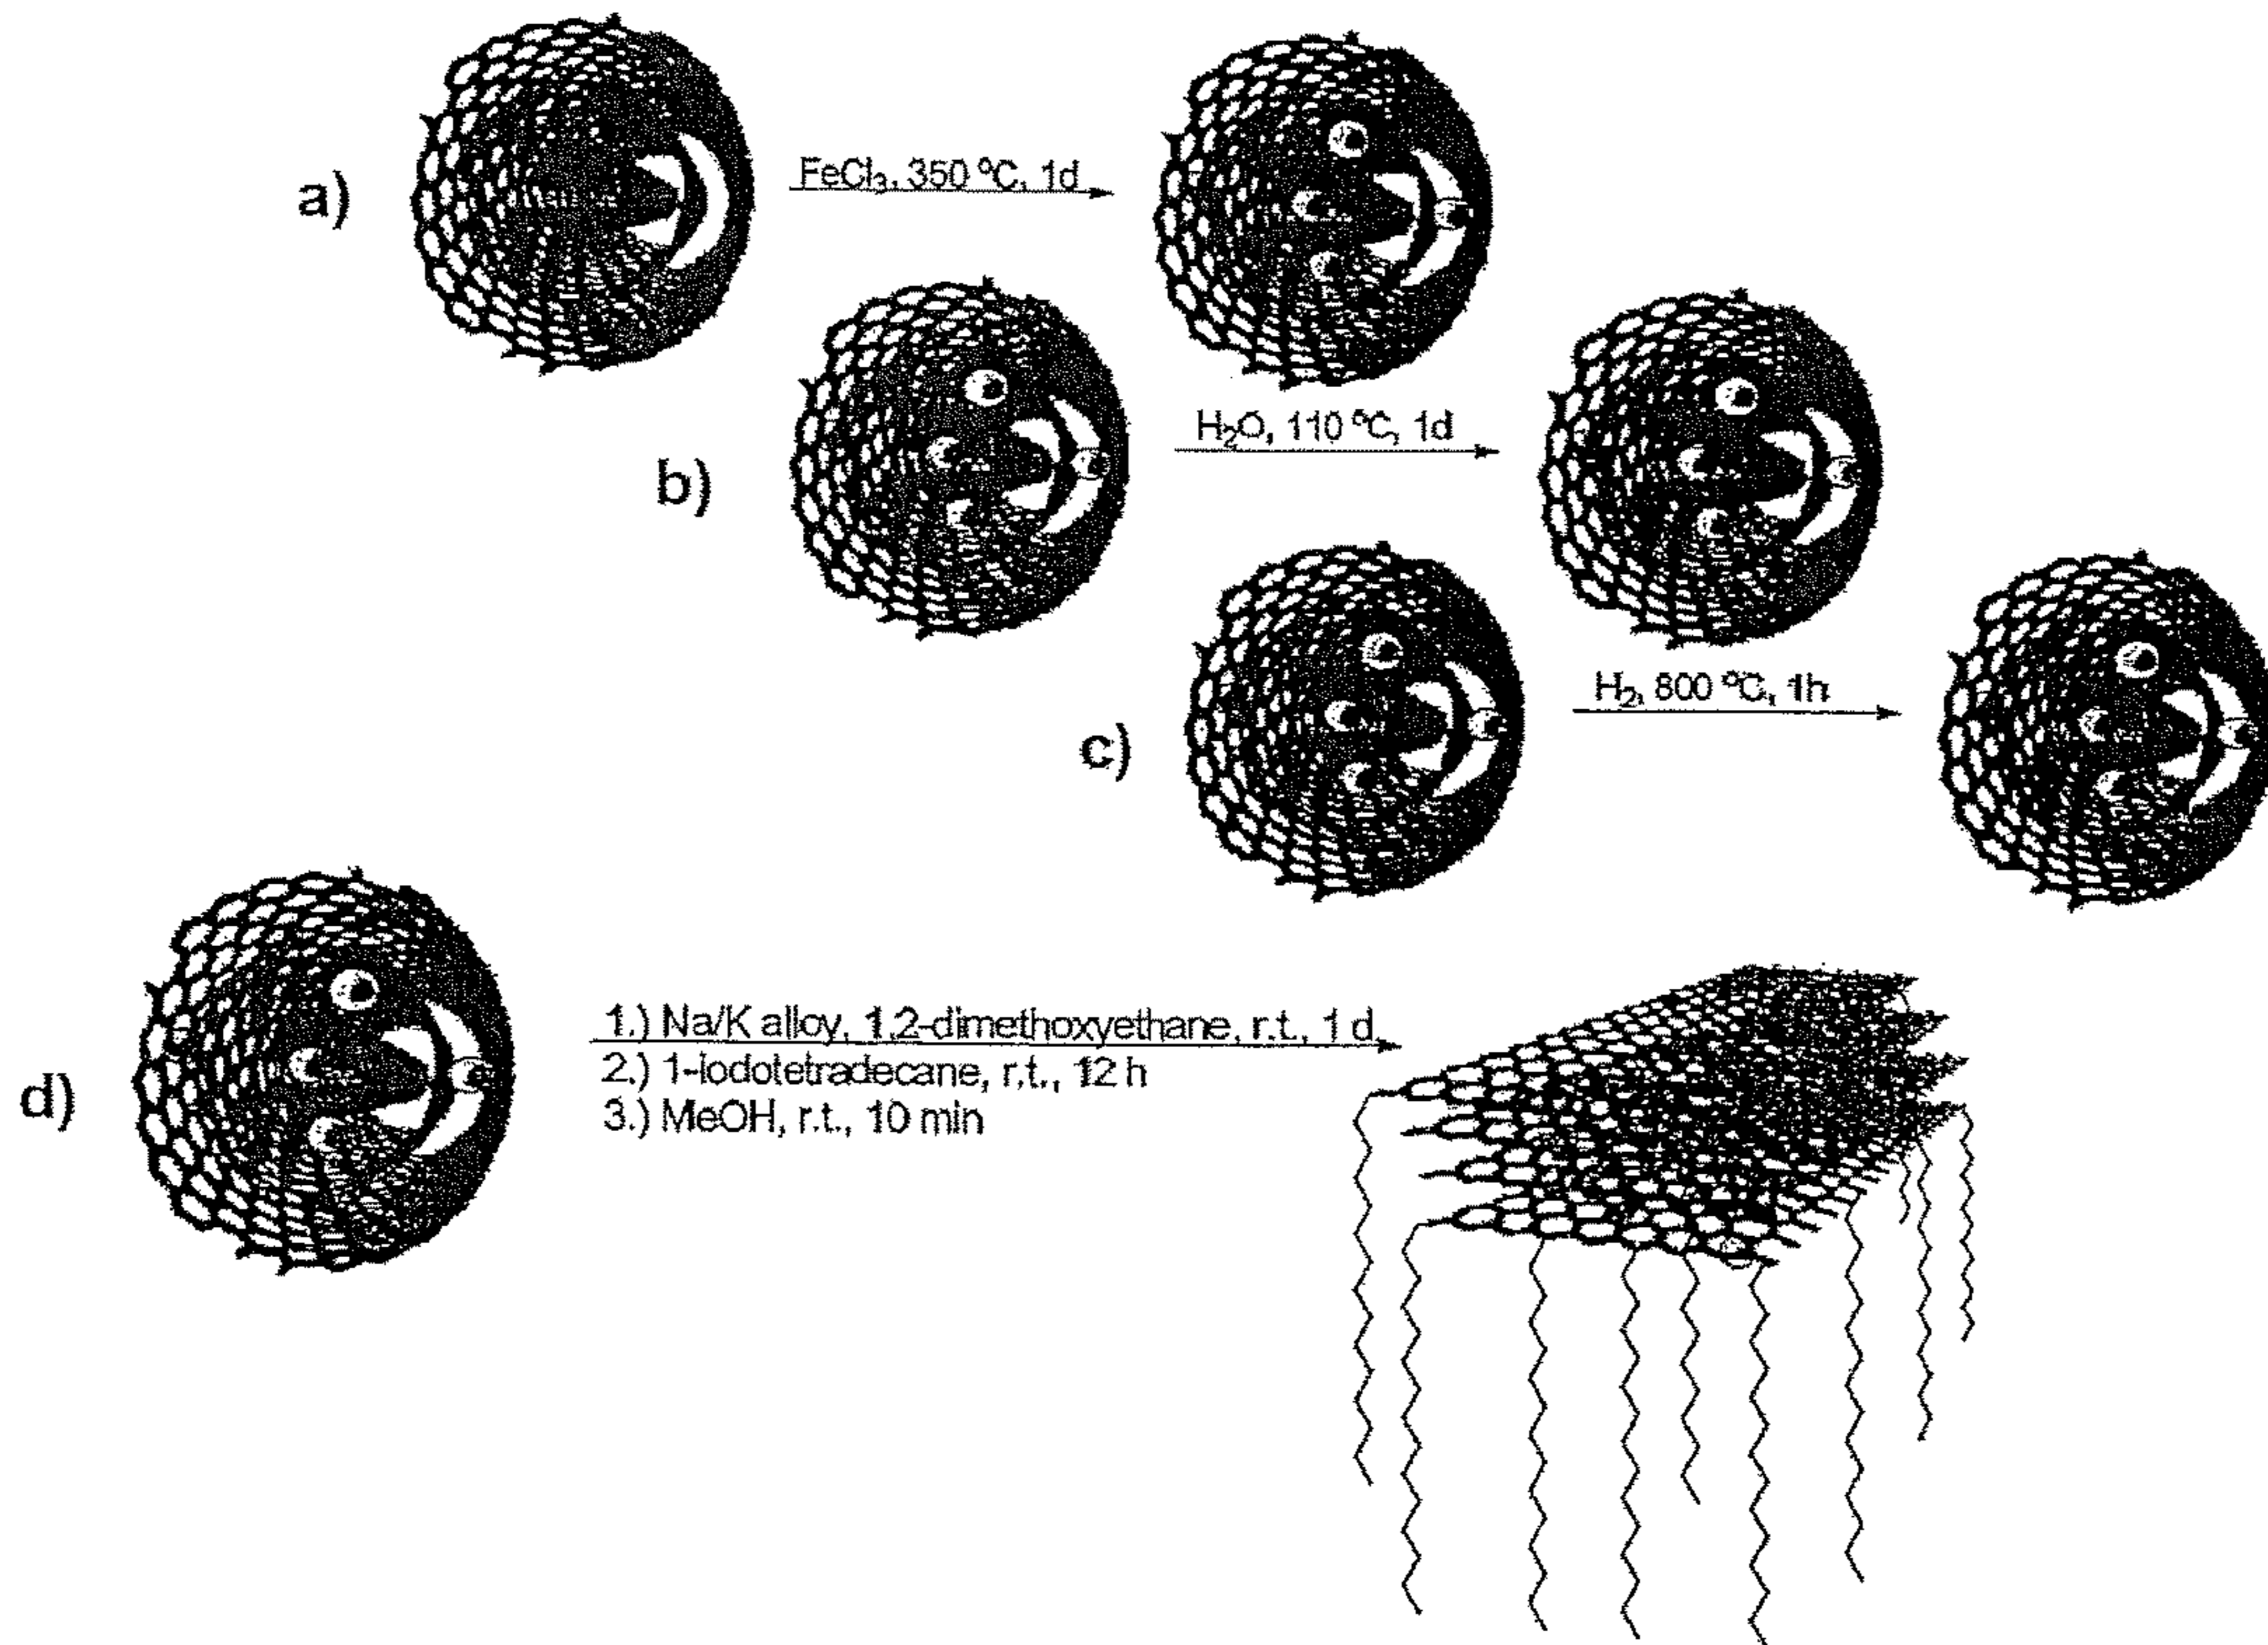 a)
FeCl₃, 350 °C, 1d
b)
H₂O, 110 °C, 1d
c)
H₂, 800 °C, 1h
d)
1.) Na/K alloy, 1,2-dimethoxyethane, r.t., 1 d
2.) 1-iodotetradecane, r.t., 12 h
3.) MeOH, r.t., 10 min